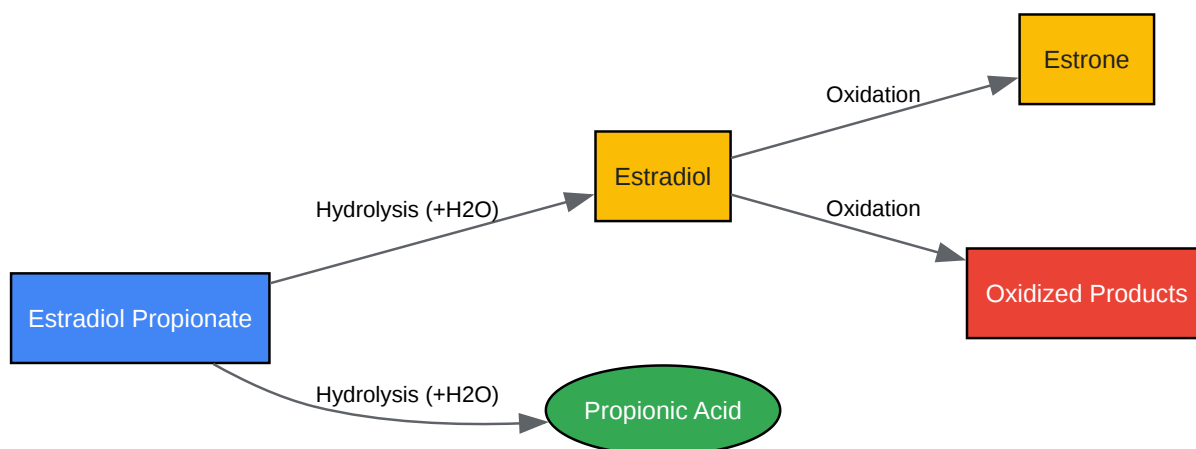 Estrone
Oxidation
Estradiol
Hydrolysis (+H2O)
Oxidation
Oxidized Products
Estradiol Propionate
Hydrolysis (+H2O)
Propionic Acid